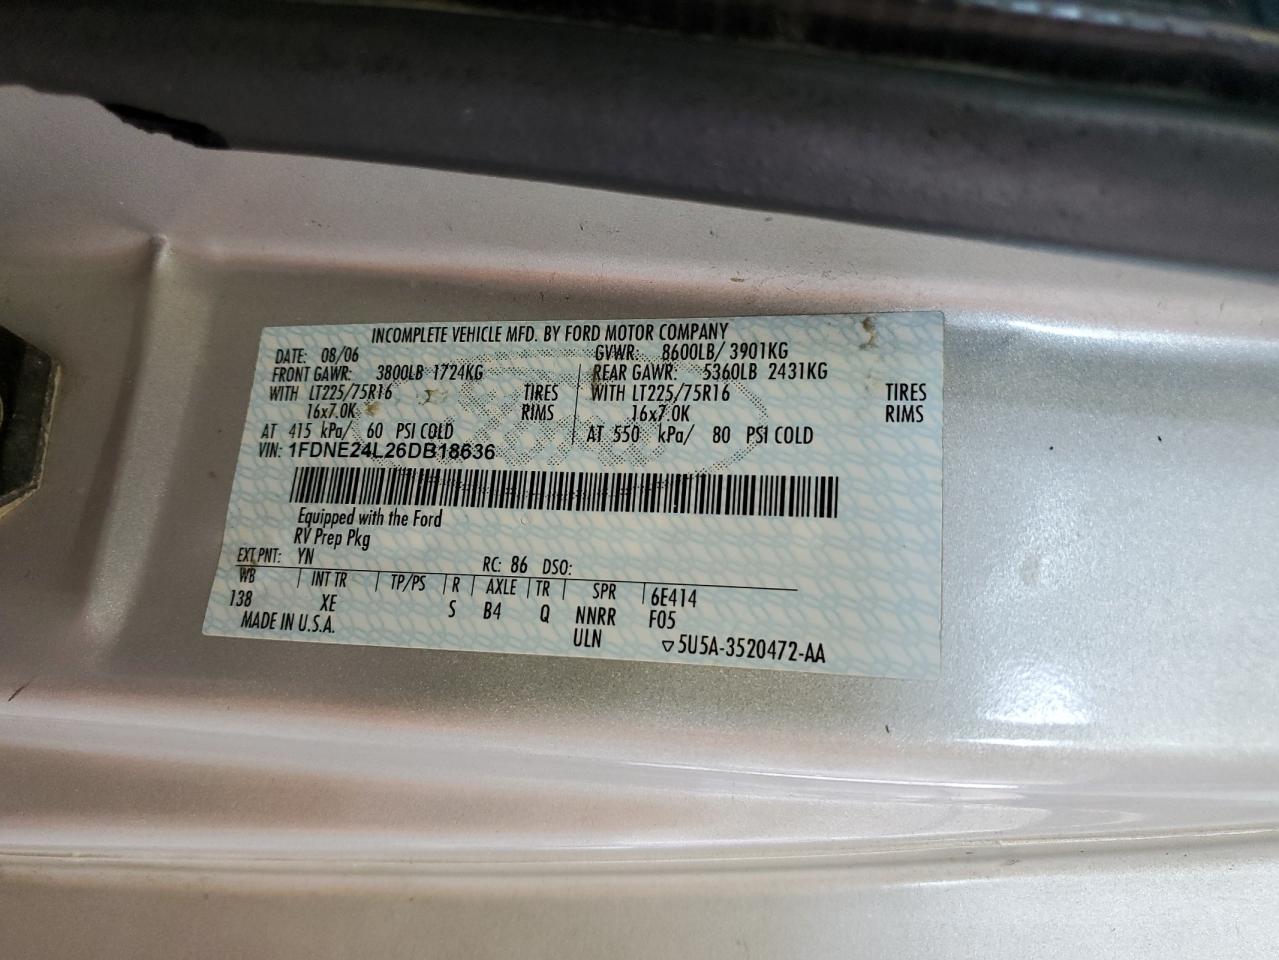 INCOMPLETE VEHICLE MFD. BY FORD MOTOR COMPANY
DATE: 08/06 GVWR: 8600LB/ 3901KG
FRONT GAWR: 3800LB 1724KG REAR GAWR: 5360LB 2431KG
WITH LT225/75R16 TIRES WITH LT225/75R16 TIRES
16x7.0K RIMS 16x7.0K RIMS
AT 415 kPa/ 60 PSI COLD AT 550 kPa/ 80 PSI COLD
VIN: 1FDNE24L26DB18636
Equipped with the Ford
RV Prep Pkg
EXT PNT: YN RC: 86 DSO:
WB INT TR TP/PS R AXLE TR SPR 6E414
138 XE S B4 Q NNRR F05
MADE IN U.S.A. ULN ▽5U5A-3520472-AA